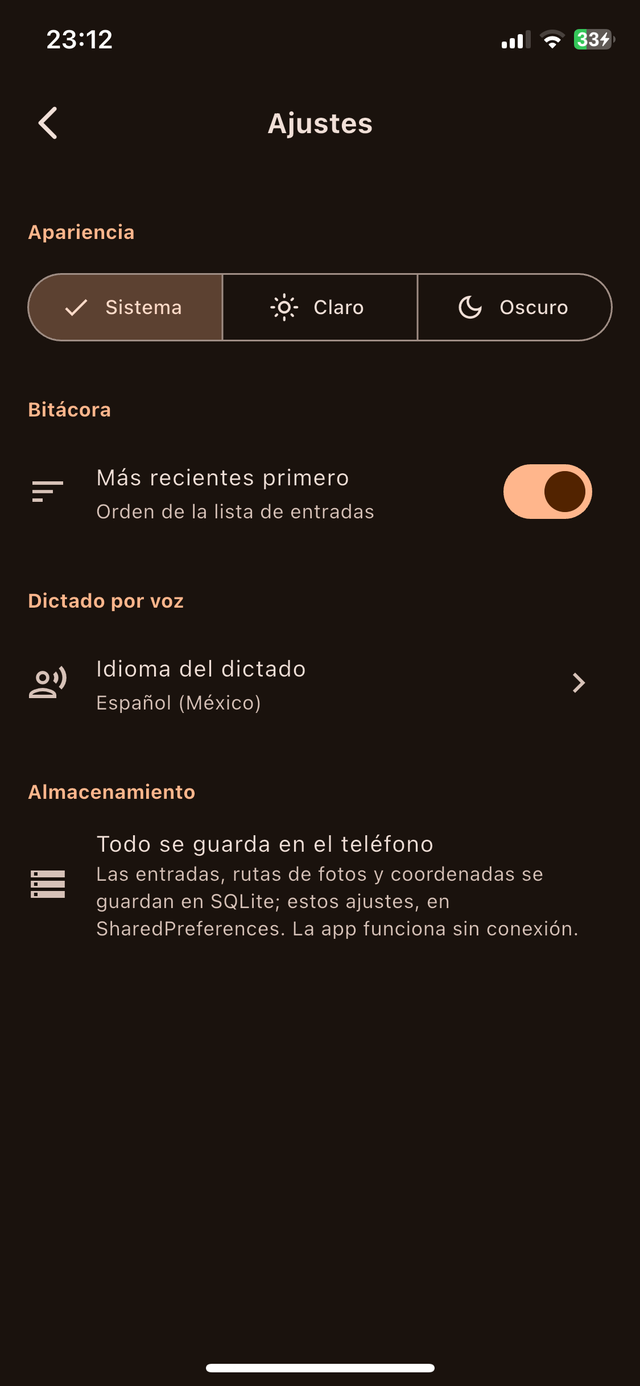 23:12
33
Ajustes
Apariencia
Sistema
Claro
Oscuro
Bitácora
Más recientes primero
Orden de la lista de entradas
Dictado por voz
Idioma del dictado
Español (México)
Almacenamiento
Todo se guarda en el teléfono
Las entradas, rutas de fotos y coordenadas se
guardan en SQLite; estos ajustes, en
SharedPreferences. La app funciona sin conexión.